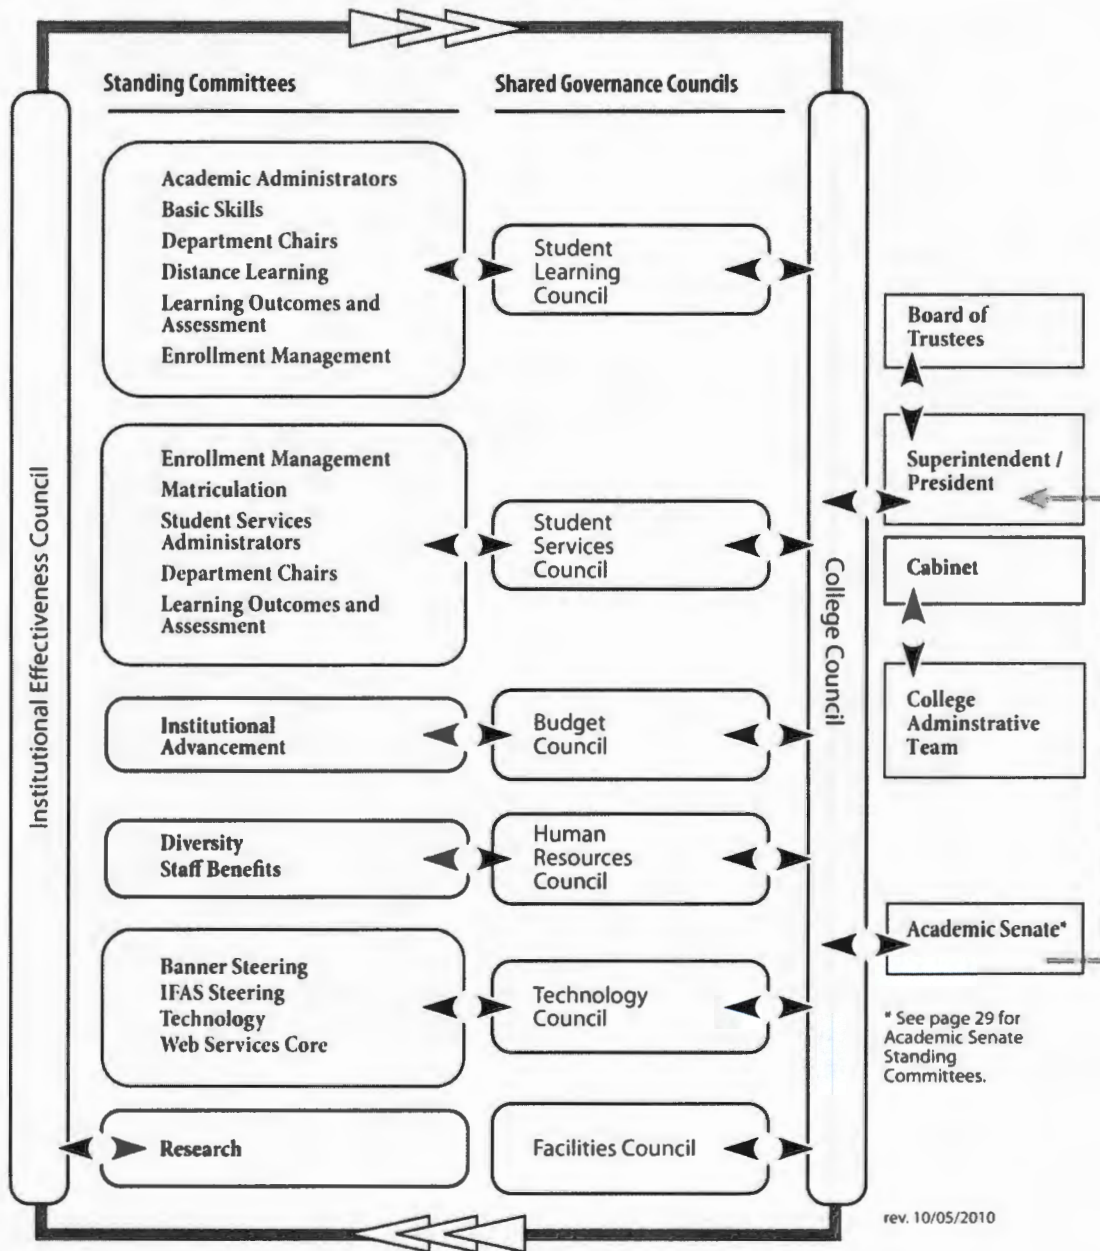 Standing Committees
Shared Governance Councils
Institutional Effectiveness Council
Academic Administrators
Basic Skills
Department Chairs
Distance Learning
Learning Outcomes and
Assessment
Enrollment Management
Student
Learning
Council
Enrollment Management
Matriculation
Student Services
Administrators
Department Chairs
Learning Outcomes and
Assessment
Student
Services
Council
Institutional
Advancement
Budget
Council
Diversity
Staff Benefits
Human
Resources
Council
Banner Steering
IFAS Steering
Technology
Web Services Core
Technology
Council
Research
Facilities Council
College Council
Board of
Trustees
Superintendent /
President
Cabinet
College
Adminstrative
Team
Academic Senate*
* See page 29 for
Academic Senate
Standing
Committees.
rev. 10/05/2010